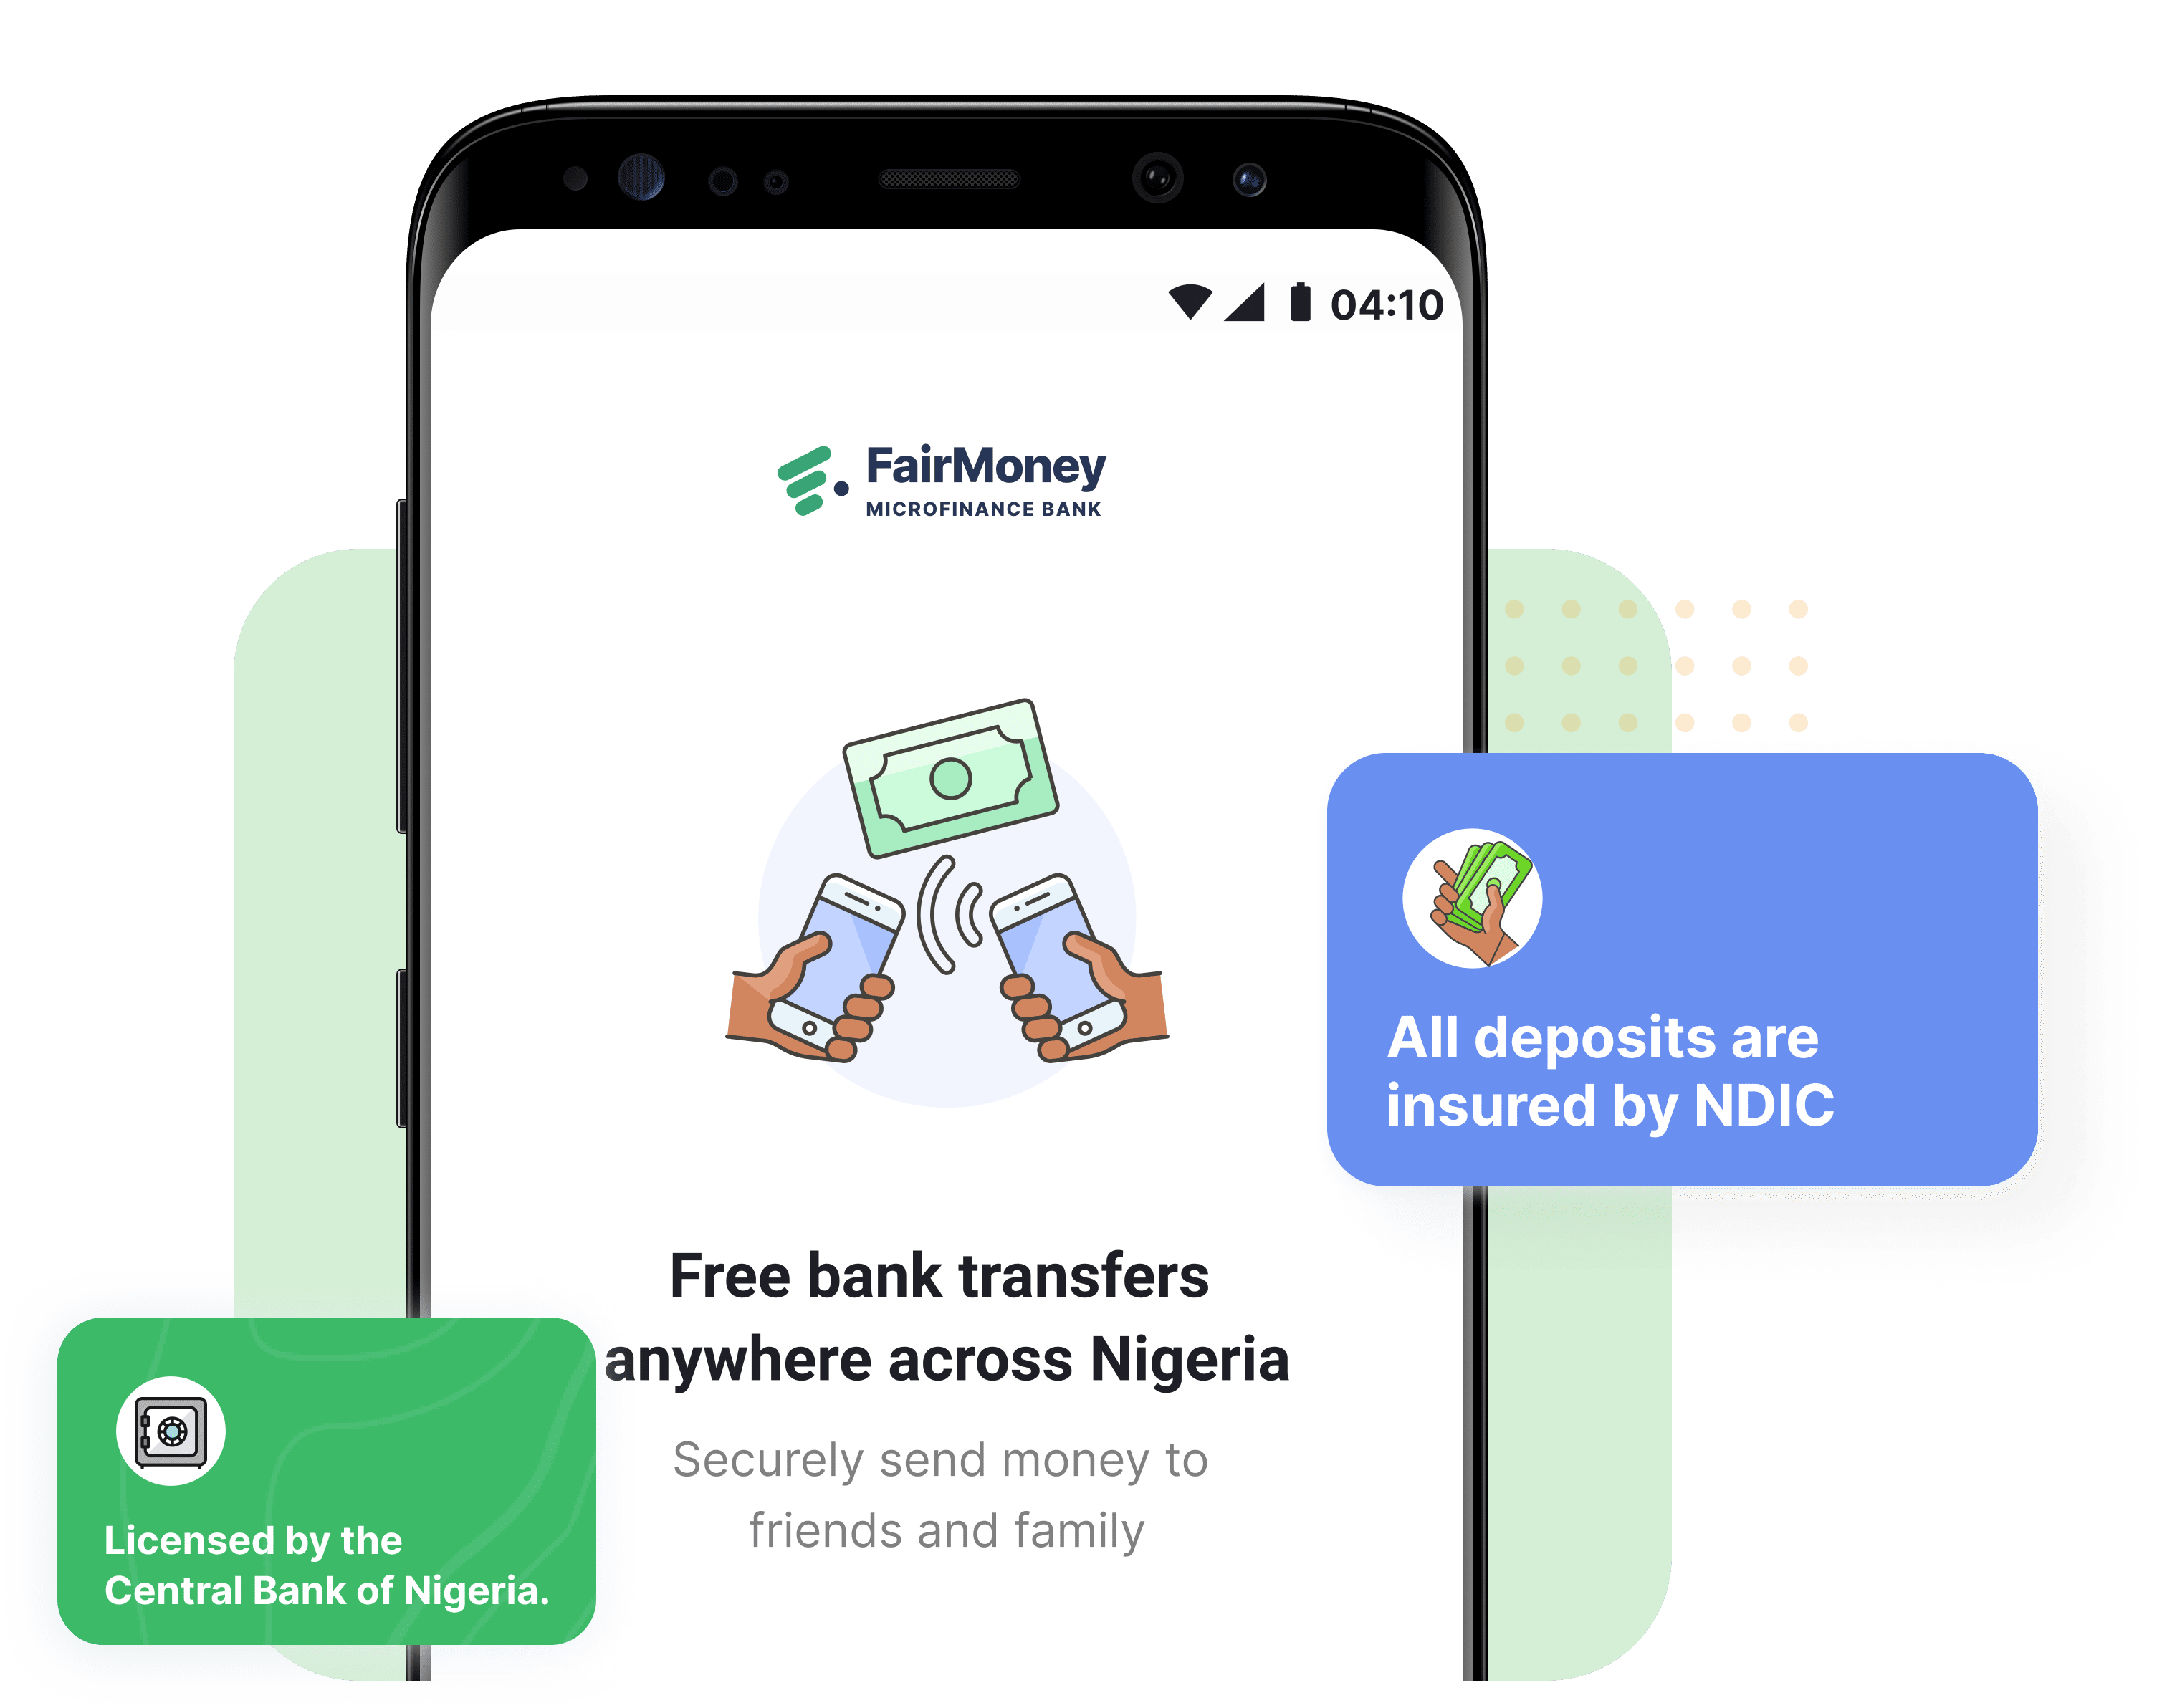 04:10
FairMoney
MICROFINANCE BANK
All deposits are
insured by NDIC
Free bank transfers
anywhere across Nigeria
Securely send money to
friends and family
Licensed by the
Central Bank of Nigeria.